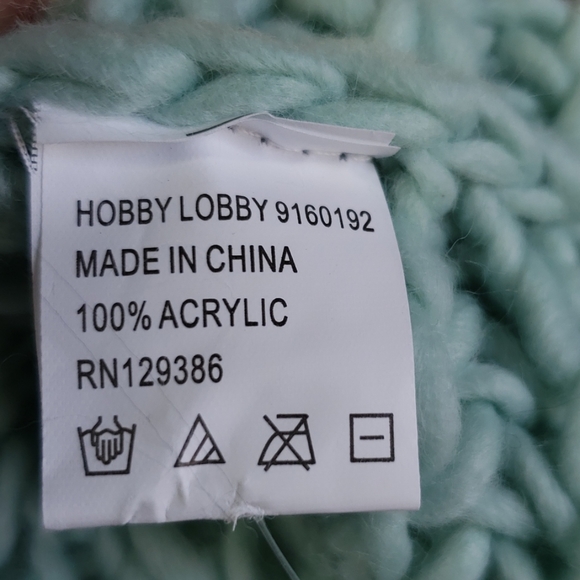 HOBBY LOBBY 9160192
MADE IN CHINA
100% ACRYLIC
RN129386